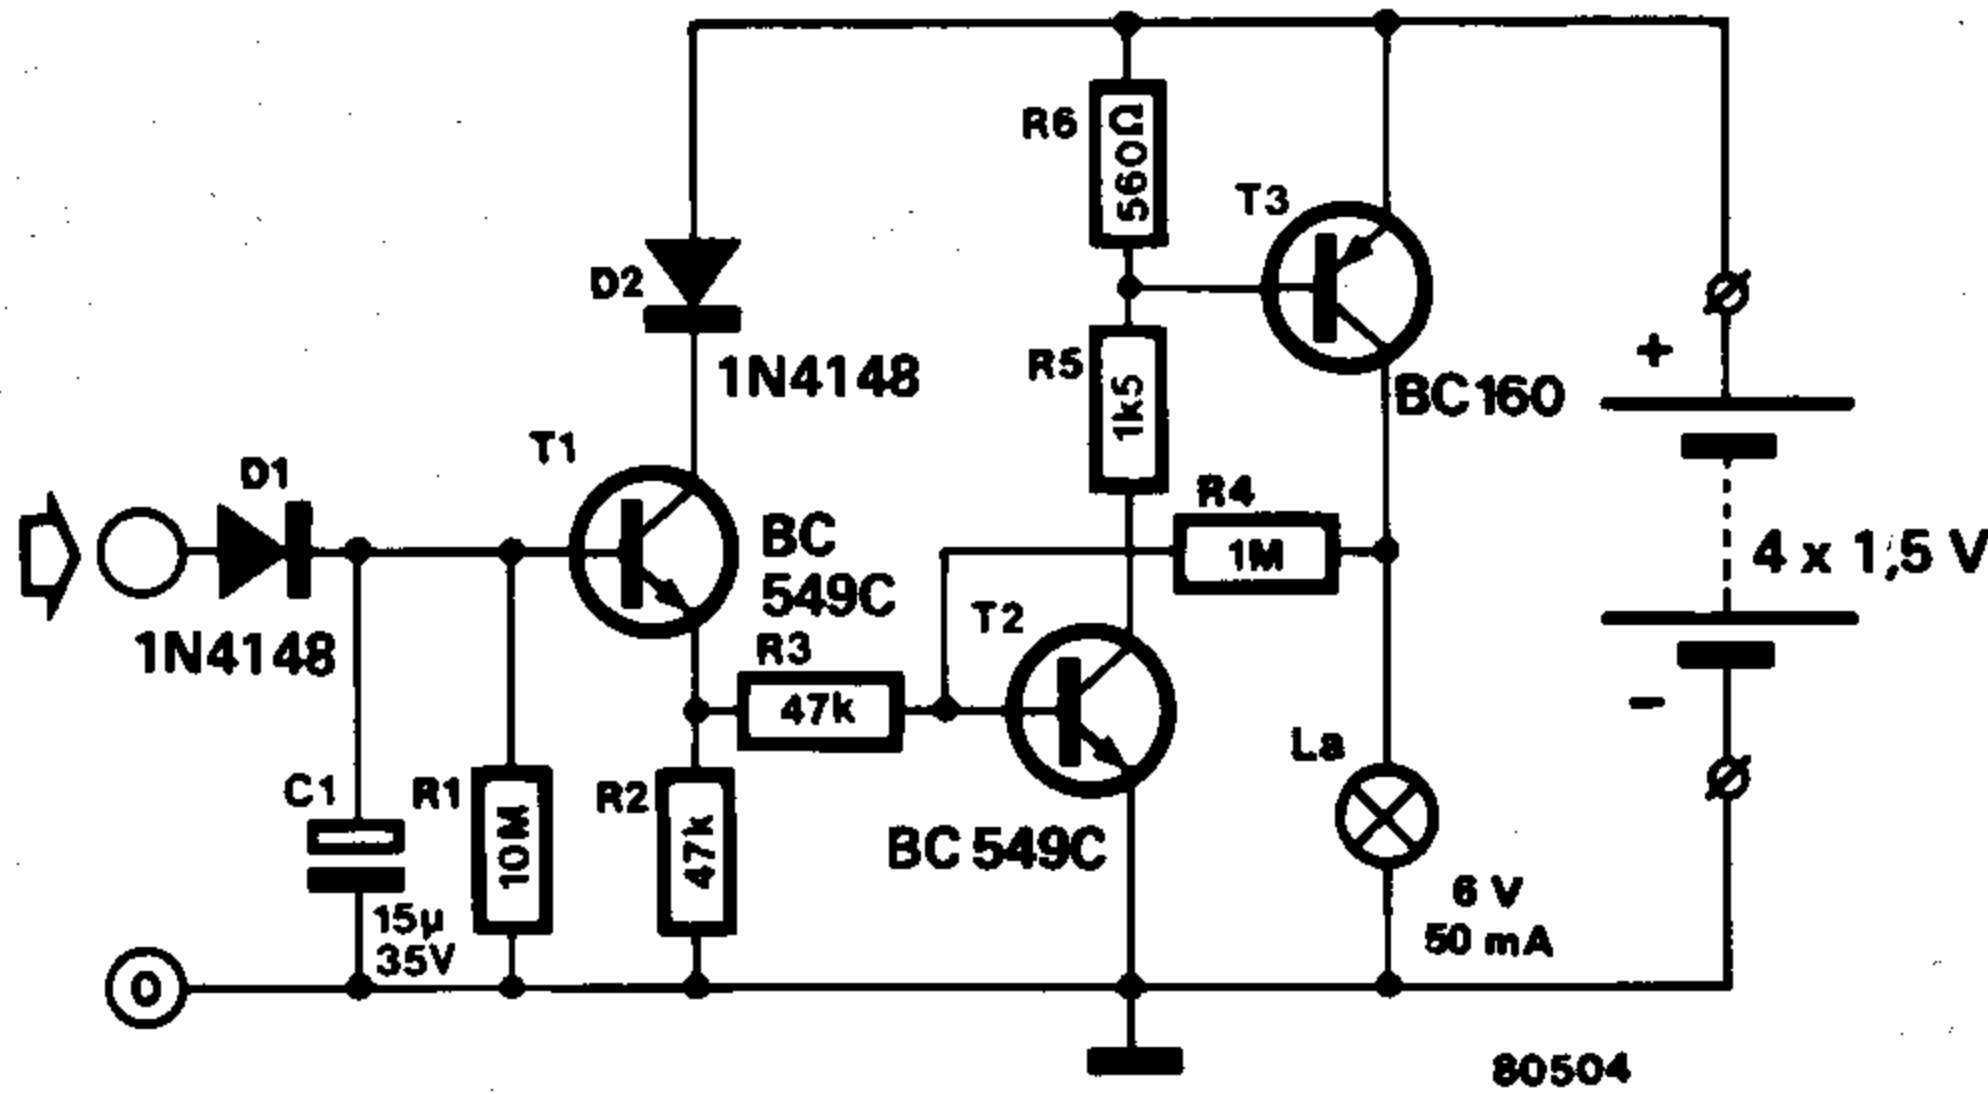 R6
560Ω
T3
D2
1N4148
R5
1k5
+
BC160
T1
D1
BC
549C
R4
1M
4 x 1,5 V
1N4148
R3
47k
T2
C1
R1
10M
R2
47k
La
–
BC 549C
15µ
35V
6 V
50 mA
0
80504